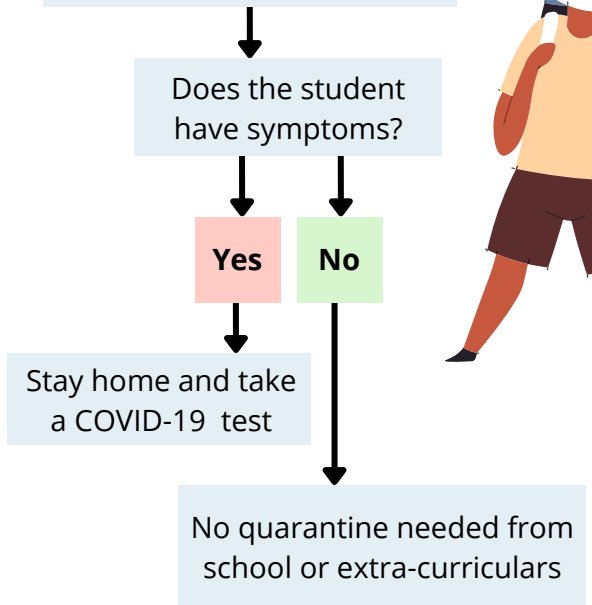 Does the student
have symptoms?
Yes
No
Stay home and take
a COVID-19 test
No quarantine needed from
school or extra-curriculars